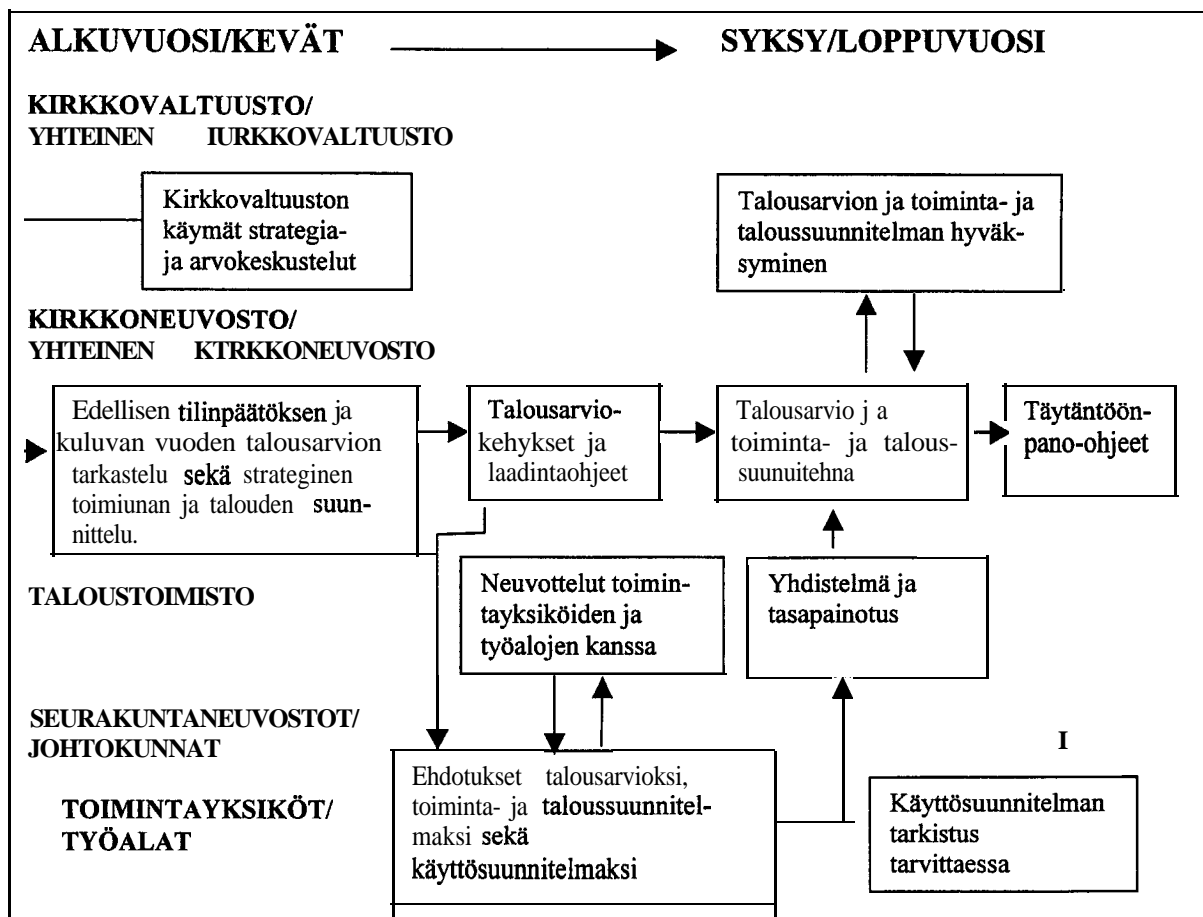 ALKUVUOSI/KEVÄT
SYKSY/LOPPUVUOSI
KIRKKOVALTUUSTO/
YHTEINEN IURKKOVALTUUSTO
Kirkkovaltuuston
käymät strategia-
ja arvokeskustelut
Talousarvion ja toiminta- ja
taloussuunnitelman hyväk-
syminen
KIRKKONEUVOSTO/
YHTEINEN KTRKKONEUVOSTO
Edellisen tilinpäätöksen ja
kuluvan vuoden talousarvion
tarkastelu sekä strateginen
toimiunan ja talouden suun-
nittelu.
Talousarvio-
kehykset ja
laadintaohjeet
Talousarvio j a
toiminta- ja talous-
suunuitehna
Täytäntöön-
pano-ohjeet
TALOUSTOIMISTO
Neuvottelut toimin-
tayksiköiden ja
työalojen kanssa
Yhdistelmä ja
tasapainotus
SEURAKUNTANEUVOSTOT/
JOHTOKUNNAT
I
TOIMINTAYKSIKÖT/
TYÖALAT
Ehdotukset talousarvioksi,
toiminta- ja taloussuunnitel-
maksi sekä
käyttösuunnitelmaksi
Käyttösuunnitelman
tarkistus
tarvittaessa